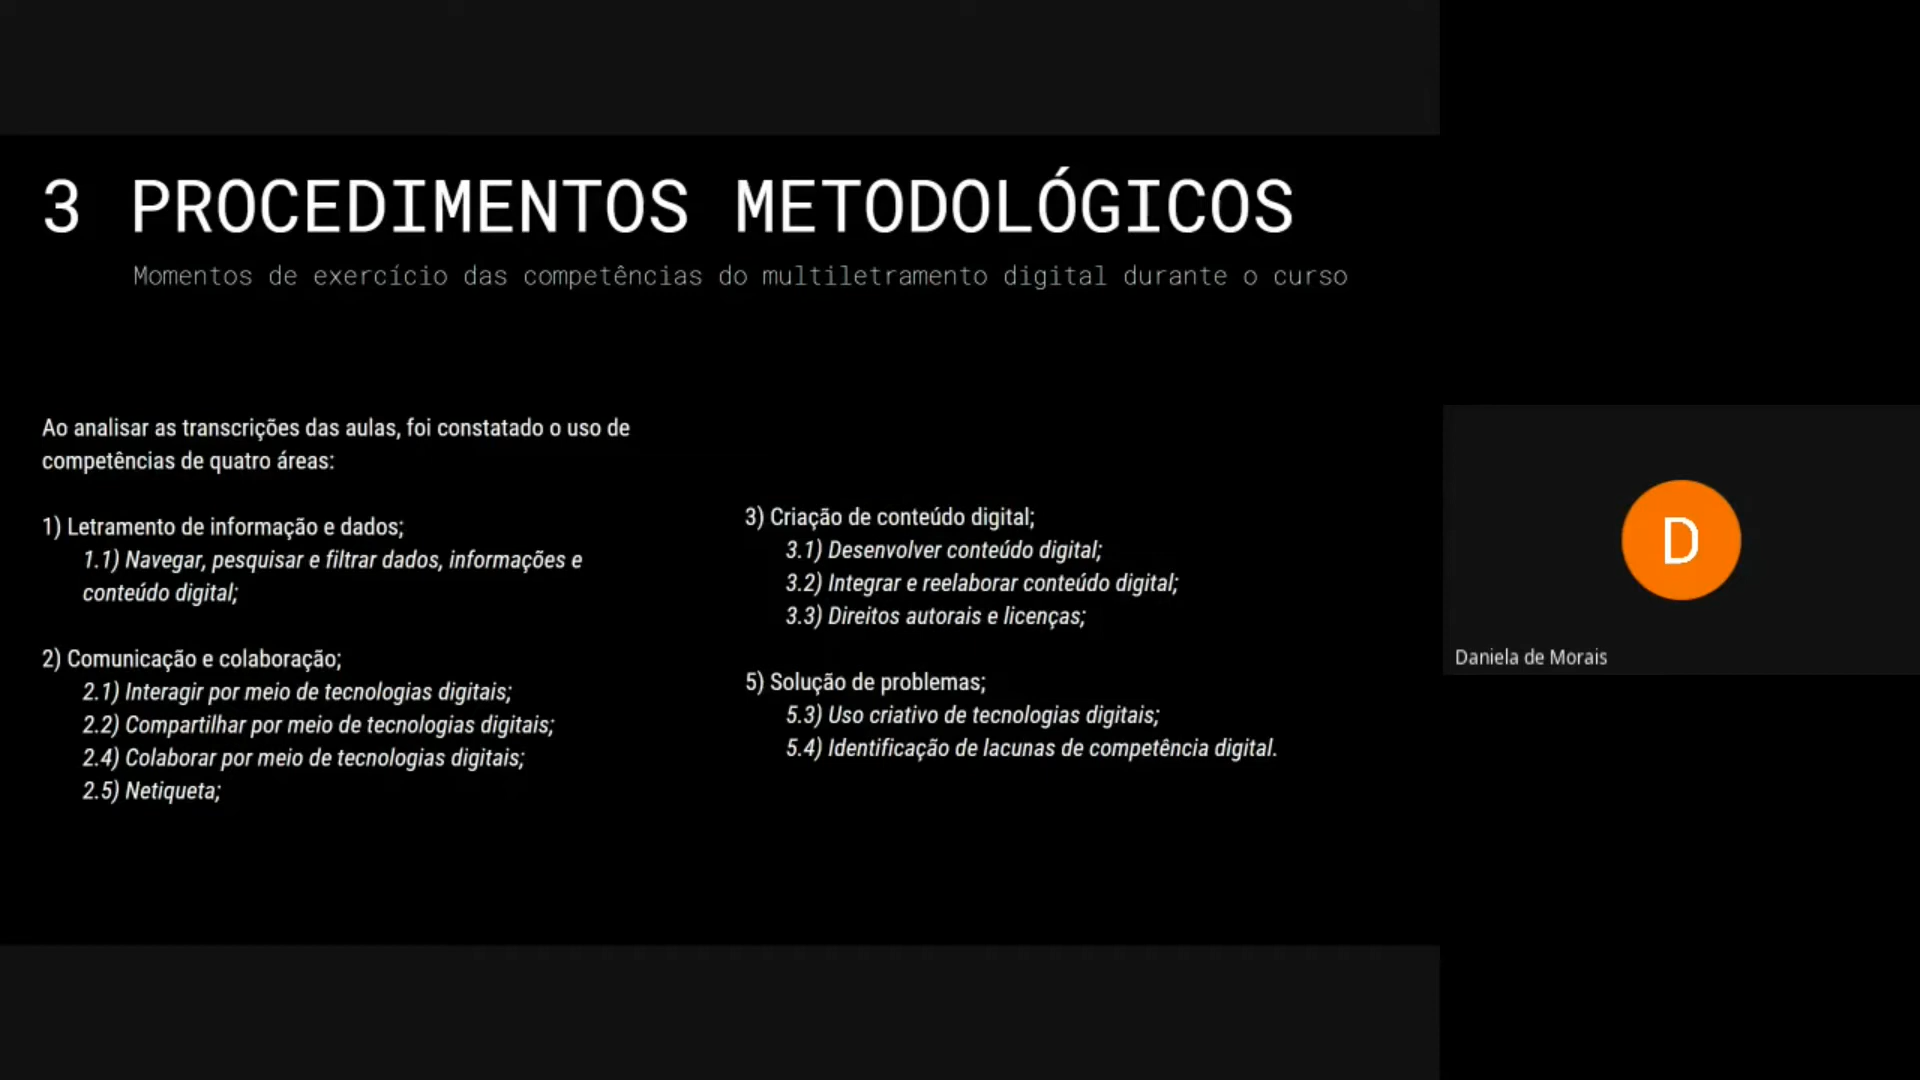 3 PROCEDIMENTOS METODOLÓGICOS
Momentos de exercício das competências do multiletramento digital durante o curso
Ao analisar as transcrições das aulas, foi constatado o uso de
competências de quatro áreas:
1) Letramento de informação e dados;
1.1) Navegar, pesquisar e filtrar dados, informações e
conteúdo digital;
2) Comunicação e colaboração;
2.1) Interagir por meio de tecnologias digitais;
2.2) Compartilhar por meio de tecnologias digitais;
2.4) Colaborar por meio de tecnologias digitais;
2.5) Netiqueta;
3) Criação de conteúdo digital;
3.1) Desenvolver conteúdo digital;
3.2) Integrar e reelaborar conteúdo digital;
3.3) Direitos autorais e licenças;
5) Solução de problemas;
5.3) Uso criativo de tecnologias digitais;
5.4) Identificação de lacunas de competência digital.
D
Daniela de Morais